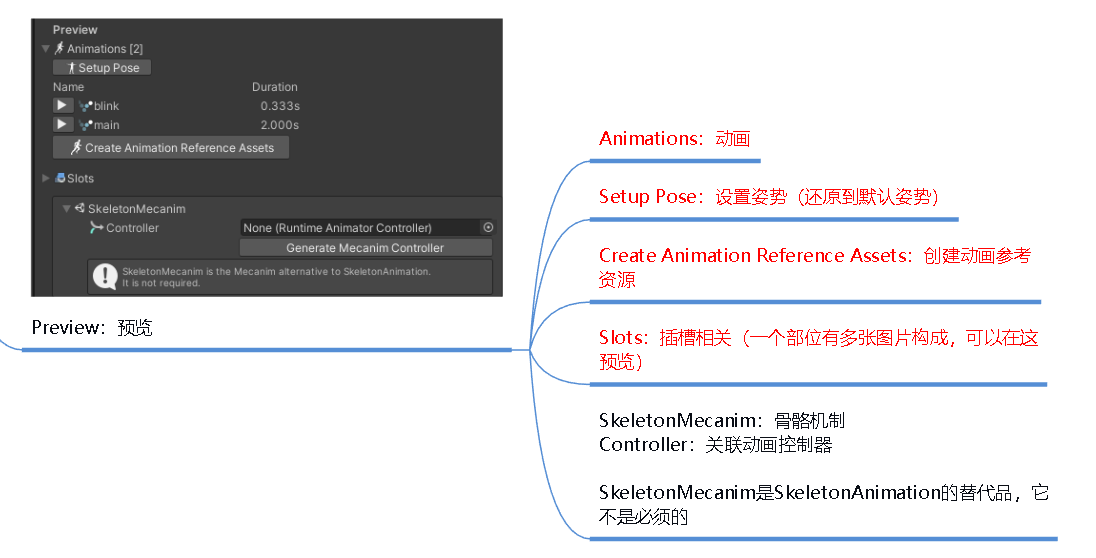 Preview
Animations [2]
Setup Pose
Name Duration
blink 0.333s
main 2.000s
Create Animation Reference Assets
Slots
SkeletonMecanim
Controller None (Runtime Animator Controller)
Generate Mecanim Controller
SkeletonMecanim is the Mecanim alternative to SkeletonAnimation.
It is not required.
Preview：预览
Animations：动画
Setup Pose：设置姿势（还原到默认姿势）
Create Animation Reference Assets：创建动画参考
资源
Slots：插槽相关（一个部位有多张图片构成，可以在这
预览）
SkeletonMecanim：骨骼机制
Controller：关联动画控制器
SkeletonMecanim是SkeletonAnimation的替代品，它
不是必须的